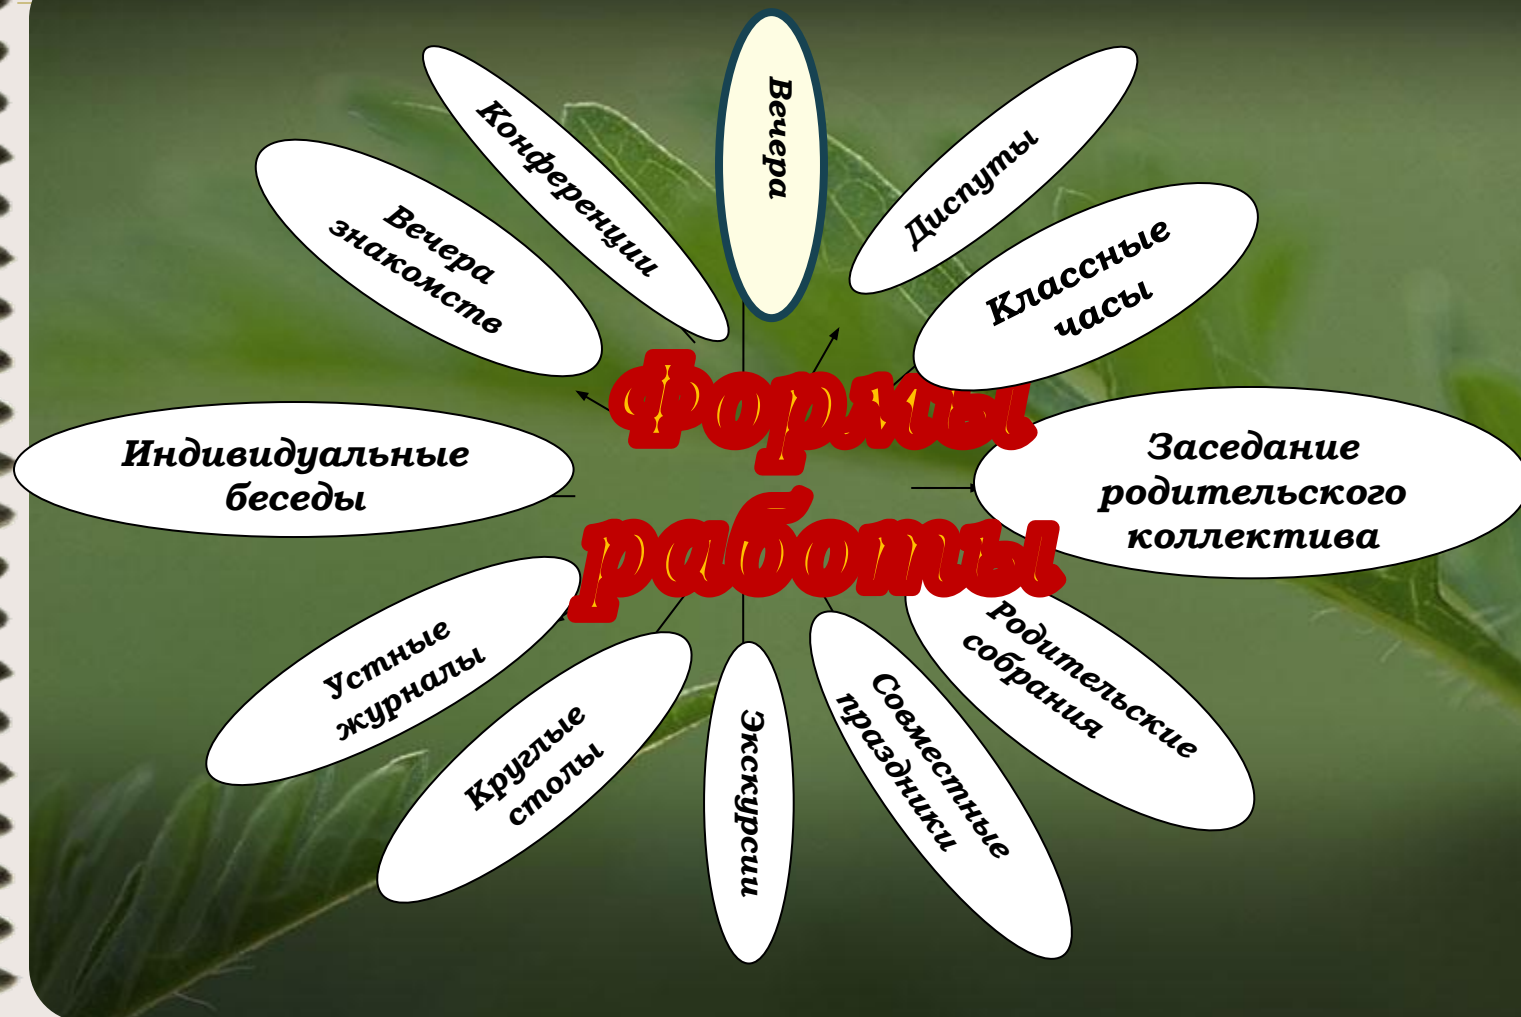 Вечера
Конференции
Диспуты
Вечера
знакомств
Классные
часы
Формы
работы
Индивидуальные
беседы
Заседание
родительского
коллектива
Устные
журналы
Круглые
столы
Экскурсии
Совместные
праздники
Родительские
собрания